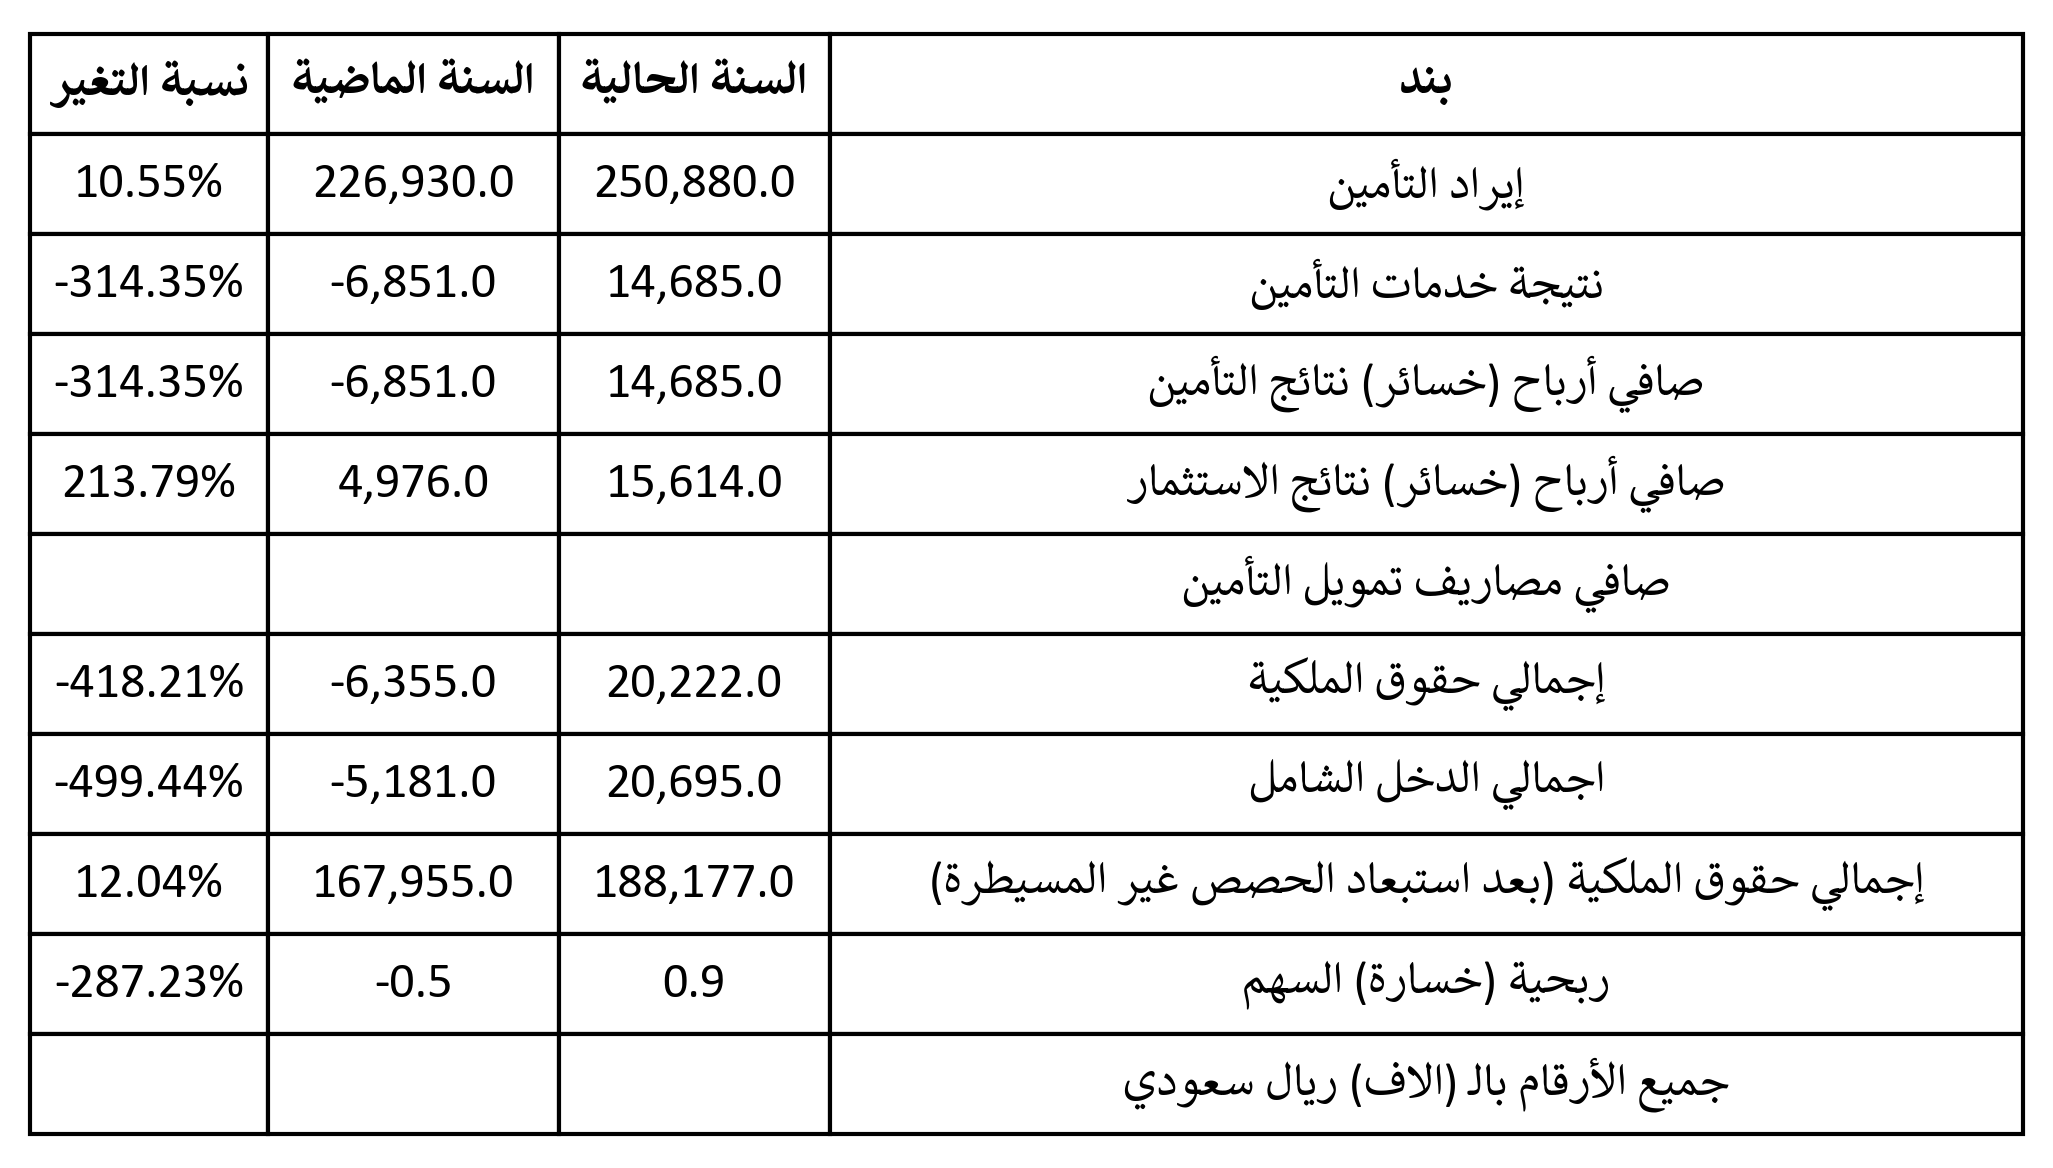 بند السنة الحالية السنة الماضية نسبة التغير
إيراد التأمين 250,880.0 226,930.0 10.55%
نتيجة خدمات التأمين 14,685.0 -6,851.0 -314.35%
صافي أرباح (خسائر) نتائج التأمين 14,685.0 -6,851.0 -314.35%
صافي أرباح (خسائر) نتائج الاستثمار 15,614.0 4,976.0 213.79%
صافي مصاريف تمويل التأمين
إجمالي حقوق الملكية 20,222.0 -6,355.0 -418.21%
اجمالي الدخل الشامل 20,695.0 -5,181.0 -499.44%
إجمالي حقوق الملكية (بعد استبعاد الحصص غير المسيطرة) 188,177.0 167,955.0 12.04%
ربحية (خسارة) السهم 0.9 -0.5 -287.23%
جميع الأرقام بالـ (الاف) ريال سعودي